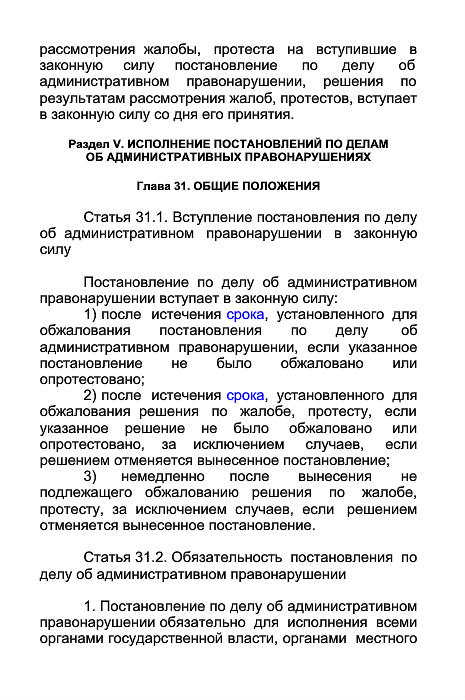 рассмотрения жалобы, протеста на вступившие в
законную силу постановление по делу об
административном правонарушении, решения по
результатам рассмотрения жалоб, протестов, вступает
в законную силу со дня его принятия.
Раздел V. ИСПОЛНЕНИЕ ПОСТАНОВЛЕНИЙ ПО ДЕЛАМ
ОБ АДМИНИСТРАТИВНЫХ ПРАВОНАРУШЕНИЯХ
Глава 31. ОБЩИЕ ПОЛОЖЕНИЯ
Статья 31.1. Вступление постановления по делу
об административном правонарушении в законную
силу
Постановление по делу об административном
правонарушении вступает в законную силу:
1) после истечения срока, установленного для
обжалования постановления по делу об
административном правонарушении, если указанное
постановление не было обжаловано или
опротестовано;
2) после истечения срока, установленного для
обжалования решения по жалобе, протесту, если
указанное решение не было обжаловано или
опротестовано, за исключением случаев, если
решением отменяется вынесенное постановление;
3) немедленно после вынесения не
подлежащего обжалованию решения по жалобе,
протесту, за исключением случаев, если решением
отменяется вынесенное постановление.
Статья 31.2. Обязательность постановления по
делу об административном правонарушении
1. Постановление по делу об административном
правонарушении обязательно для исполнения всеми
органами государственной власти, органами местного